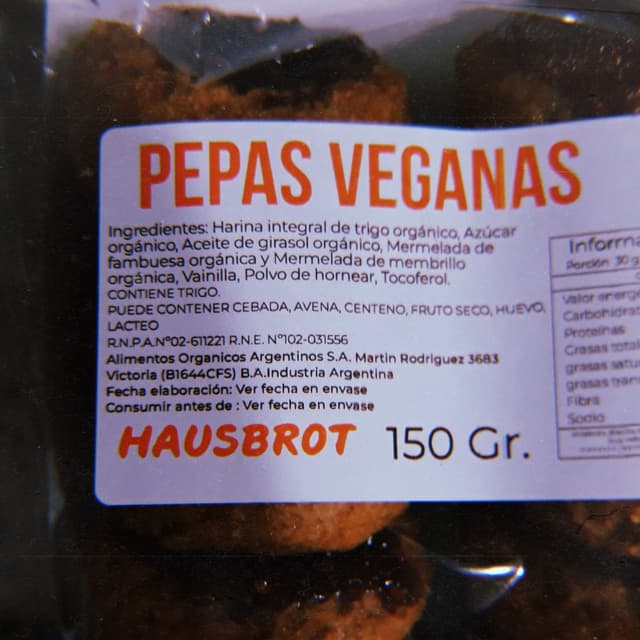 PEPAS VEGANAS
Ingredientes: Harina integral de trigo orgánico, Azúcar
orgánico, Aceite de girasol orgánico, Mermelada de
fambuesa orgánica y Mermelada de membrillo
orgánica, Vainilla, Polvo de hornear, Tocoferol.
CONTIENE TRIGO.
PUEDE CONTENER CEBADA, AVENA, CENTENO, FRUTO SECO, HUEVO,
LACTEO
R.N.P.A.Nº02-611221 R.N.E. Nº102-031556
Alimentos Organicos Argentinos S.A. Martin Rodriguez 3683
Victoria (B1644CFS) B.A.Industria Argentina
Fecha elaboración: Ver fecha en envase
Consumir antes de : Ver fecha en envase
HAUSBROT 150 Gr.
Informa
Porción 30 g
Valor energ
Carbohidra
Proteinas
Grasas total
grasas satu
grasas tran
Fibra
Sodio